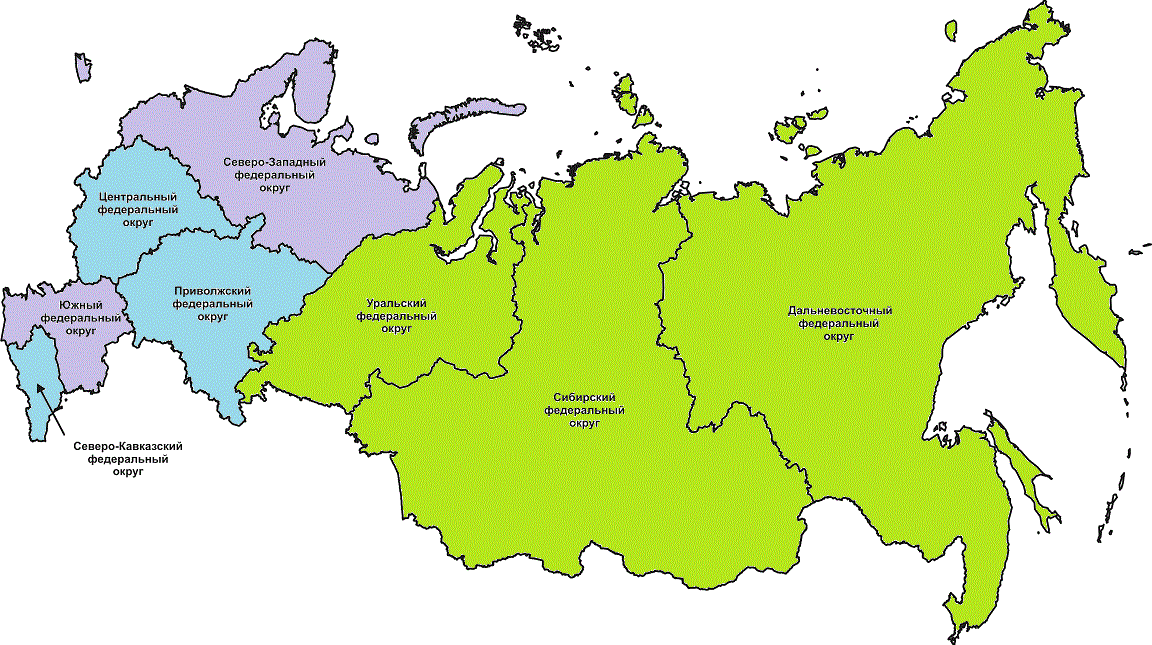 Северо-Западный
федеральный
округ
Центральный
федеральный
округ
Приволжский
федеральный
округ
Южный
федеральный
округ
Уральский
федеральный
округ
Дальневосточный
федеральный
округ
Сибирский
федеральный
округ
Северо-Кавказский
федеральный
округ